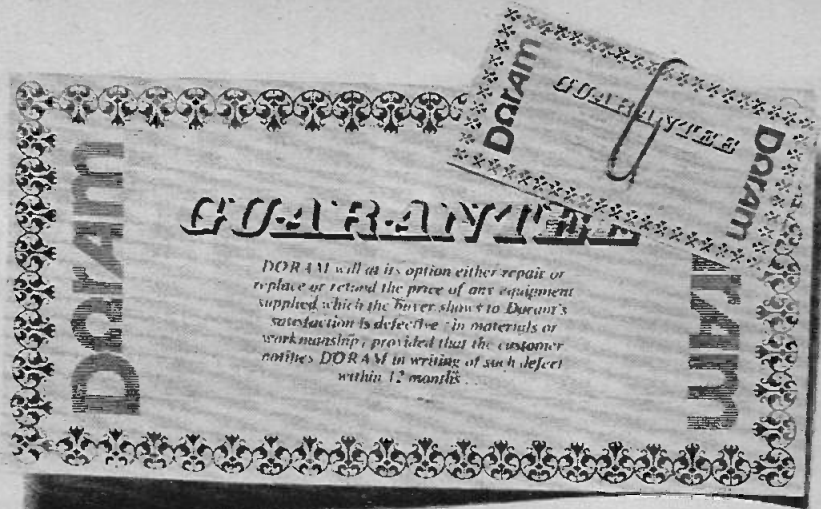 Doram
GUARANTEE
Doram
Doram
GUARANTEE
DORAM will at its option either repair or
replace or refund the price of any equipment
supplied which the buyer shows to Doram's
satisfaction is defective (in materials or
workmanship) provided that the customer
notifies DORAM in writing of such defect
within 12 months . . .
ram